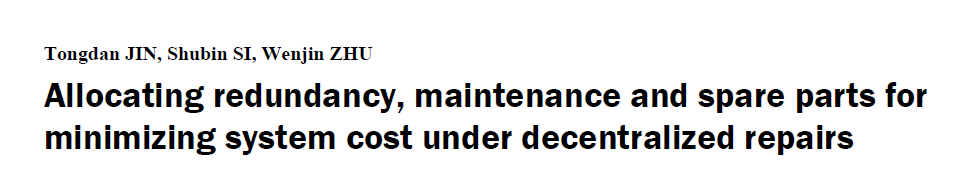 Tongdan JIN, Shubin SI, Wenjin ZHU
Allocating redundancy, maintenance and spare parts for
minimizing system cost under decentralized repairs